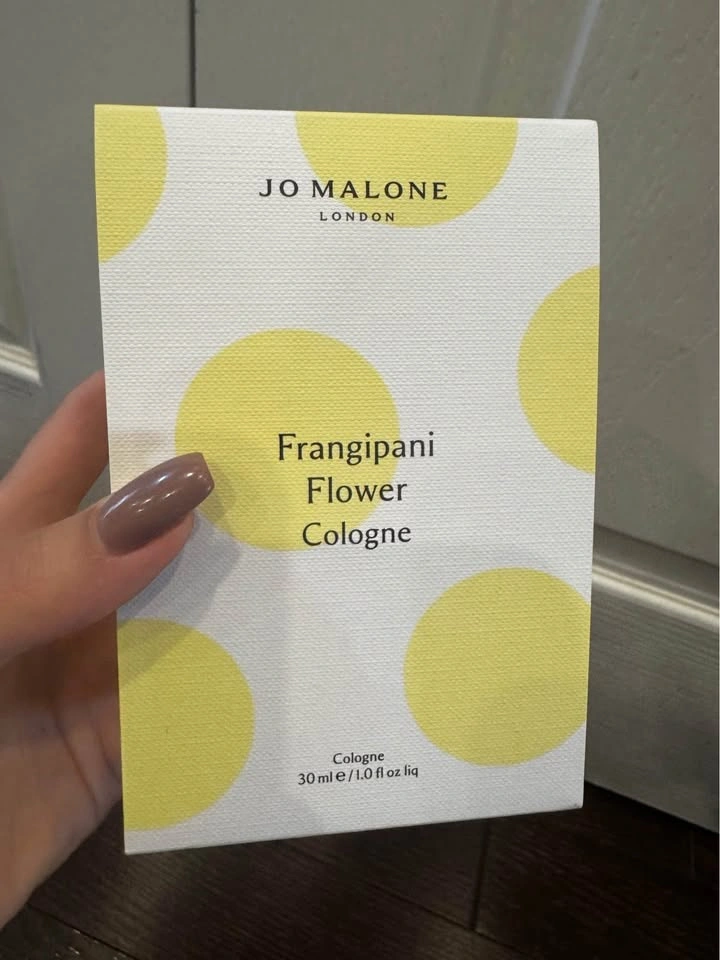 JO MALONE
LONDON
Frangipani
Flower
Cologne
Cologne
30 ml e / 1.0 fl oz liq